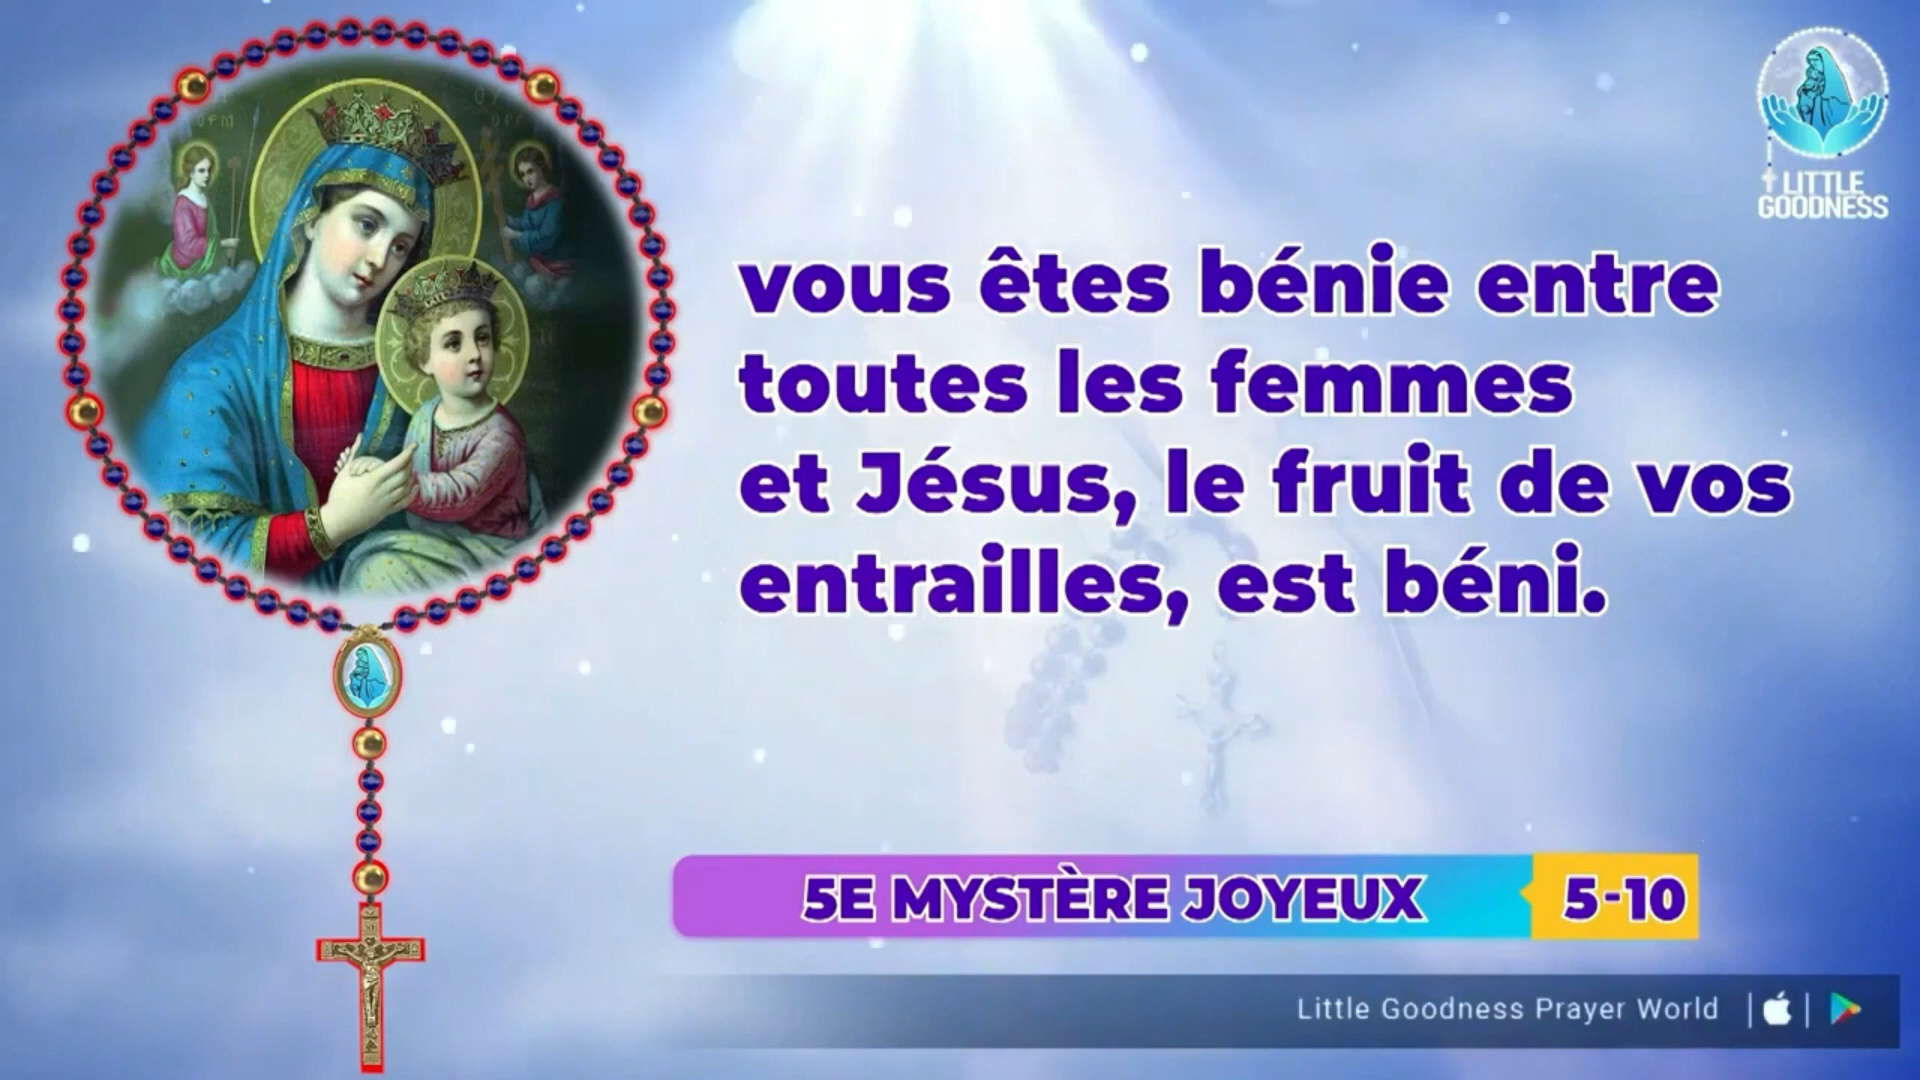 LITTLE
GOODNESS
vous êtes bénie entre
toutes les femmes
et Jésus, le fruit de vos
entrailles, est béni.
5E MYSTÈRE JOYEUX 5-10
Little Goodness Prayer World